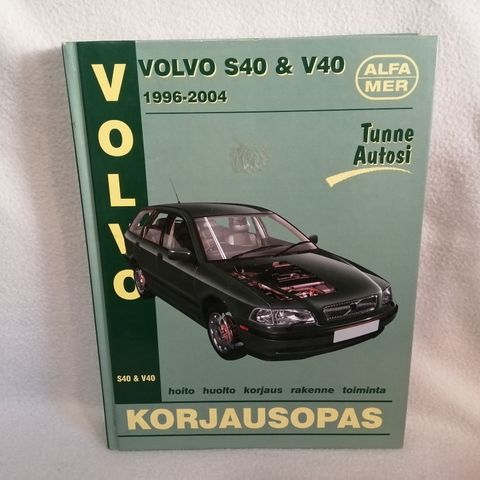 VOLVO
VOLVO S40 & V40
1996-2004
ALFA
MER
Tunne
Autosi
S40 & V40
hoito huolto korjaus rakenne toiminta
KORJAUSOPAS